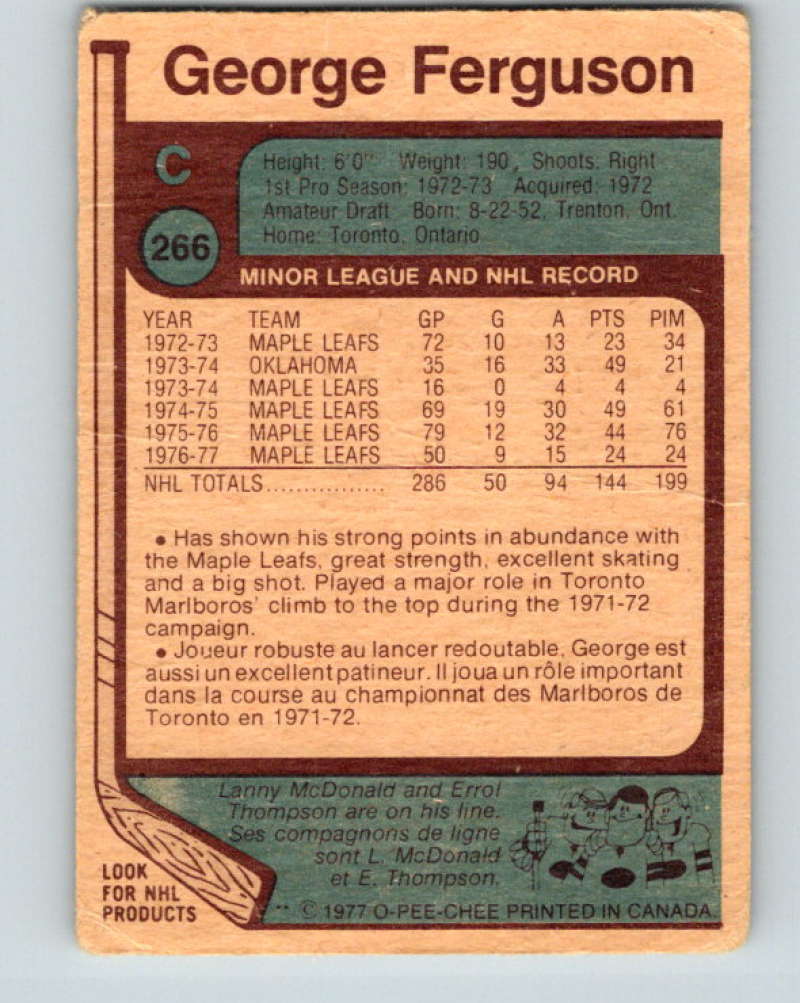 George Ferguson
C
Height: 6'0" Weight: 190, Shoots: Right
1st Pro Season: 1972-73 Acquired: 1972
Amateur Draft Born: 8-22-52, Trenton, Ont.
Home: Toronto, Ontario
266
MINOR LEAGUE AND NHL RECORD
YEAR TEAM GP G A PTS PIM
1972-73 MAPLE LEAFS 72 10 13 23 34
1973-74 OKLAHOMA 35 16 33 49 21
1973-74 MAPLE LEAFS 16 0 4 4 4
1974-75 MAPLE LEAFS 69 19 30 49 61
1975-76 MAPLE LEAFS 79 12 32 44 76
1976-77 MAPLE LEAFS 50 9 15 24 24
NHL TOTALS................ 286 50 94 144 199
• Has shown his strong points in abundance with
the Maple Leafs, great strength, excellent skating
and a big shot. Played a major role in Toronto
Marlboros' climb to the top during the 1971-72
campaign.
• Joueur robuste au lancer redoutable, George est
aussi un excellent patineur. Il joua un rôle important
dans la course au championnat des Marlboros de
Toronto en 1971-72.
Lanny McDonald and Errol
Thompson are on his line.
Ses compagnons de ligne
sont L. McDonald
et E. Thompson.
LOOK
FOR NHL
PRODUCTS
** © 1977 O-PEE-CHEE PRINTED IN CANADA